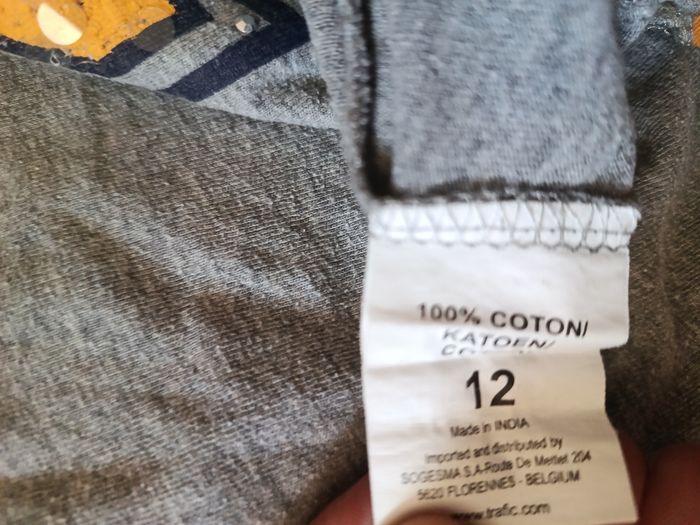 100% COTON/
KATOEN/
12
Made in INDIA
Imported and distributed by
SOGESMA S.A-Route De Mettet, 204
5620 FLORENNES - BELGIUM
www.trafic.com